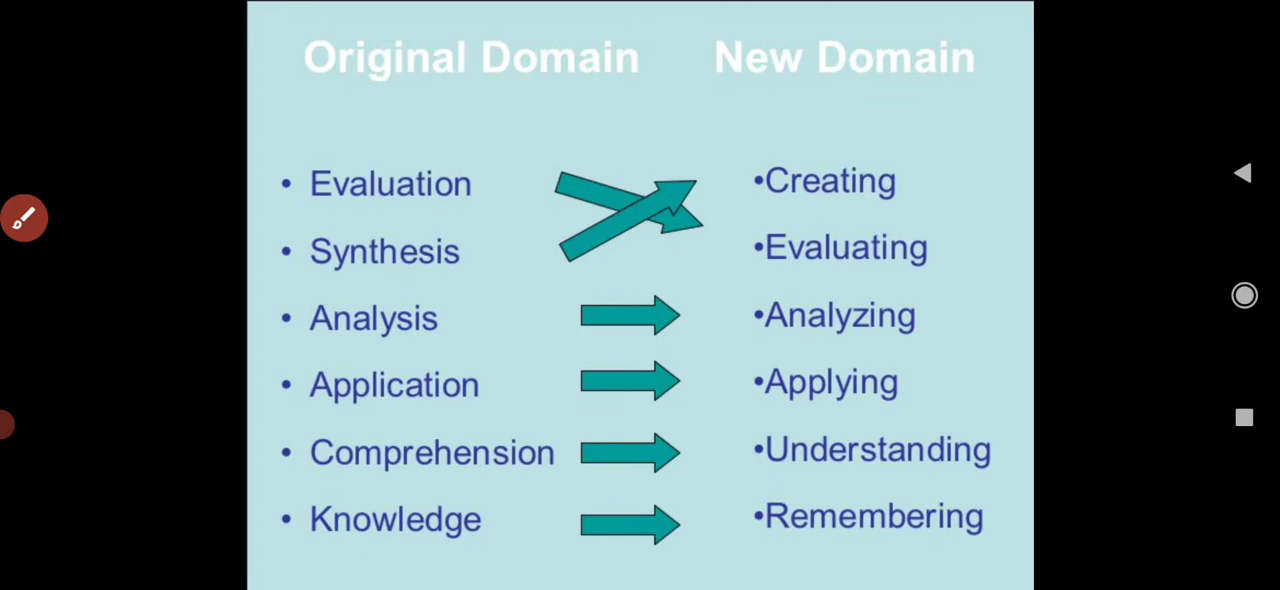 Original Domain
New Domain
• Evaluation
• Synthesis
• Analysis
• Application
• Comprehension
• Knowledge
•Creating
•Evaluating
•Analyzing
•Applying
•Understanding
•Remembering